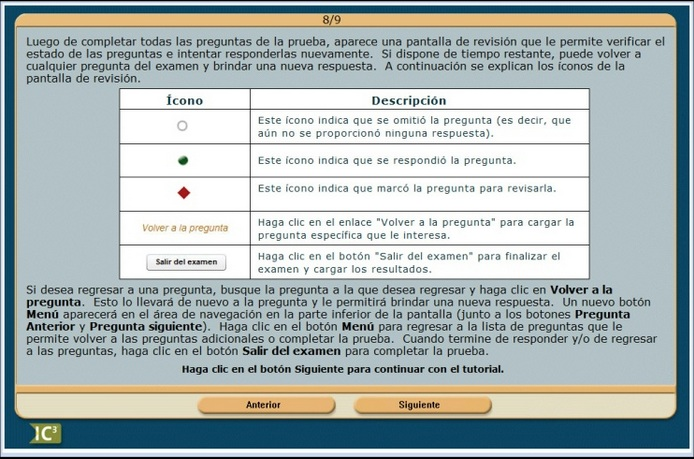 8/9
Luego de completar todas las preguntas de la prueba, aparece una pantalla de revisión que le permite verificar el
estado de las preguntas e intentar responderlas nuevamente. Si dispone de tiempo restante, puede volver a
cualquier pregunta del examen y brindar una nueva respuesta. A continuación se explican los íconos de la
pantalla de revisión.
Ícono Descripción
Este ícono indica que se omitió la pregunta (es decir, que
aún no se proporcionó ninguna respuesta).
Este ícono indica que se respondió la pregunta.
Este ícono indica que marcó la pregunta para revisarla.
Volver a la pregunta
Haga clic en el enlace "Volver a la pregunta" para cargar la
pregunta específica que le interesa.
Salir del examen
Haga clic en el botón "Salir del examen" para finalizar el
examen y cargar los resultados.
Si desea regresar a una pregunta, busque la pregunta a la que desea regresar y haga clic en Volver a la
pregunta. Esto lo llevará de nuevo a la pregunta y le permitirá brindar una nueva respuesta. Un nuevo botón
Menú aparecerá en el área de navegación en la parte inferior de la pantalla (junto a los botones Pregunta
Anterior y Pregunta siguiente). Haga clic en el botón Menú para regresar a la lista de preguntas que le
permite volver a las preguntas adicionales o completar la prueba. Cuando termine de responder y/o de regresar
a las preguntas, haga clic en el botón Salir del examen para completar la prueba.
Haga clic en el botón Siguiente para continuar con el tutorial.
Anterior Siguiente
IC³